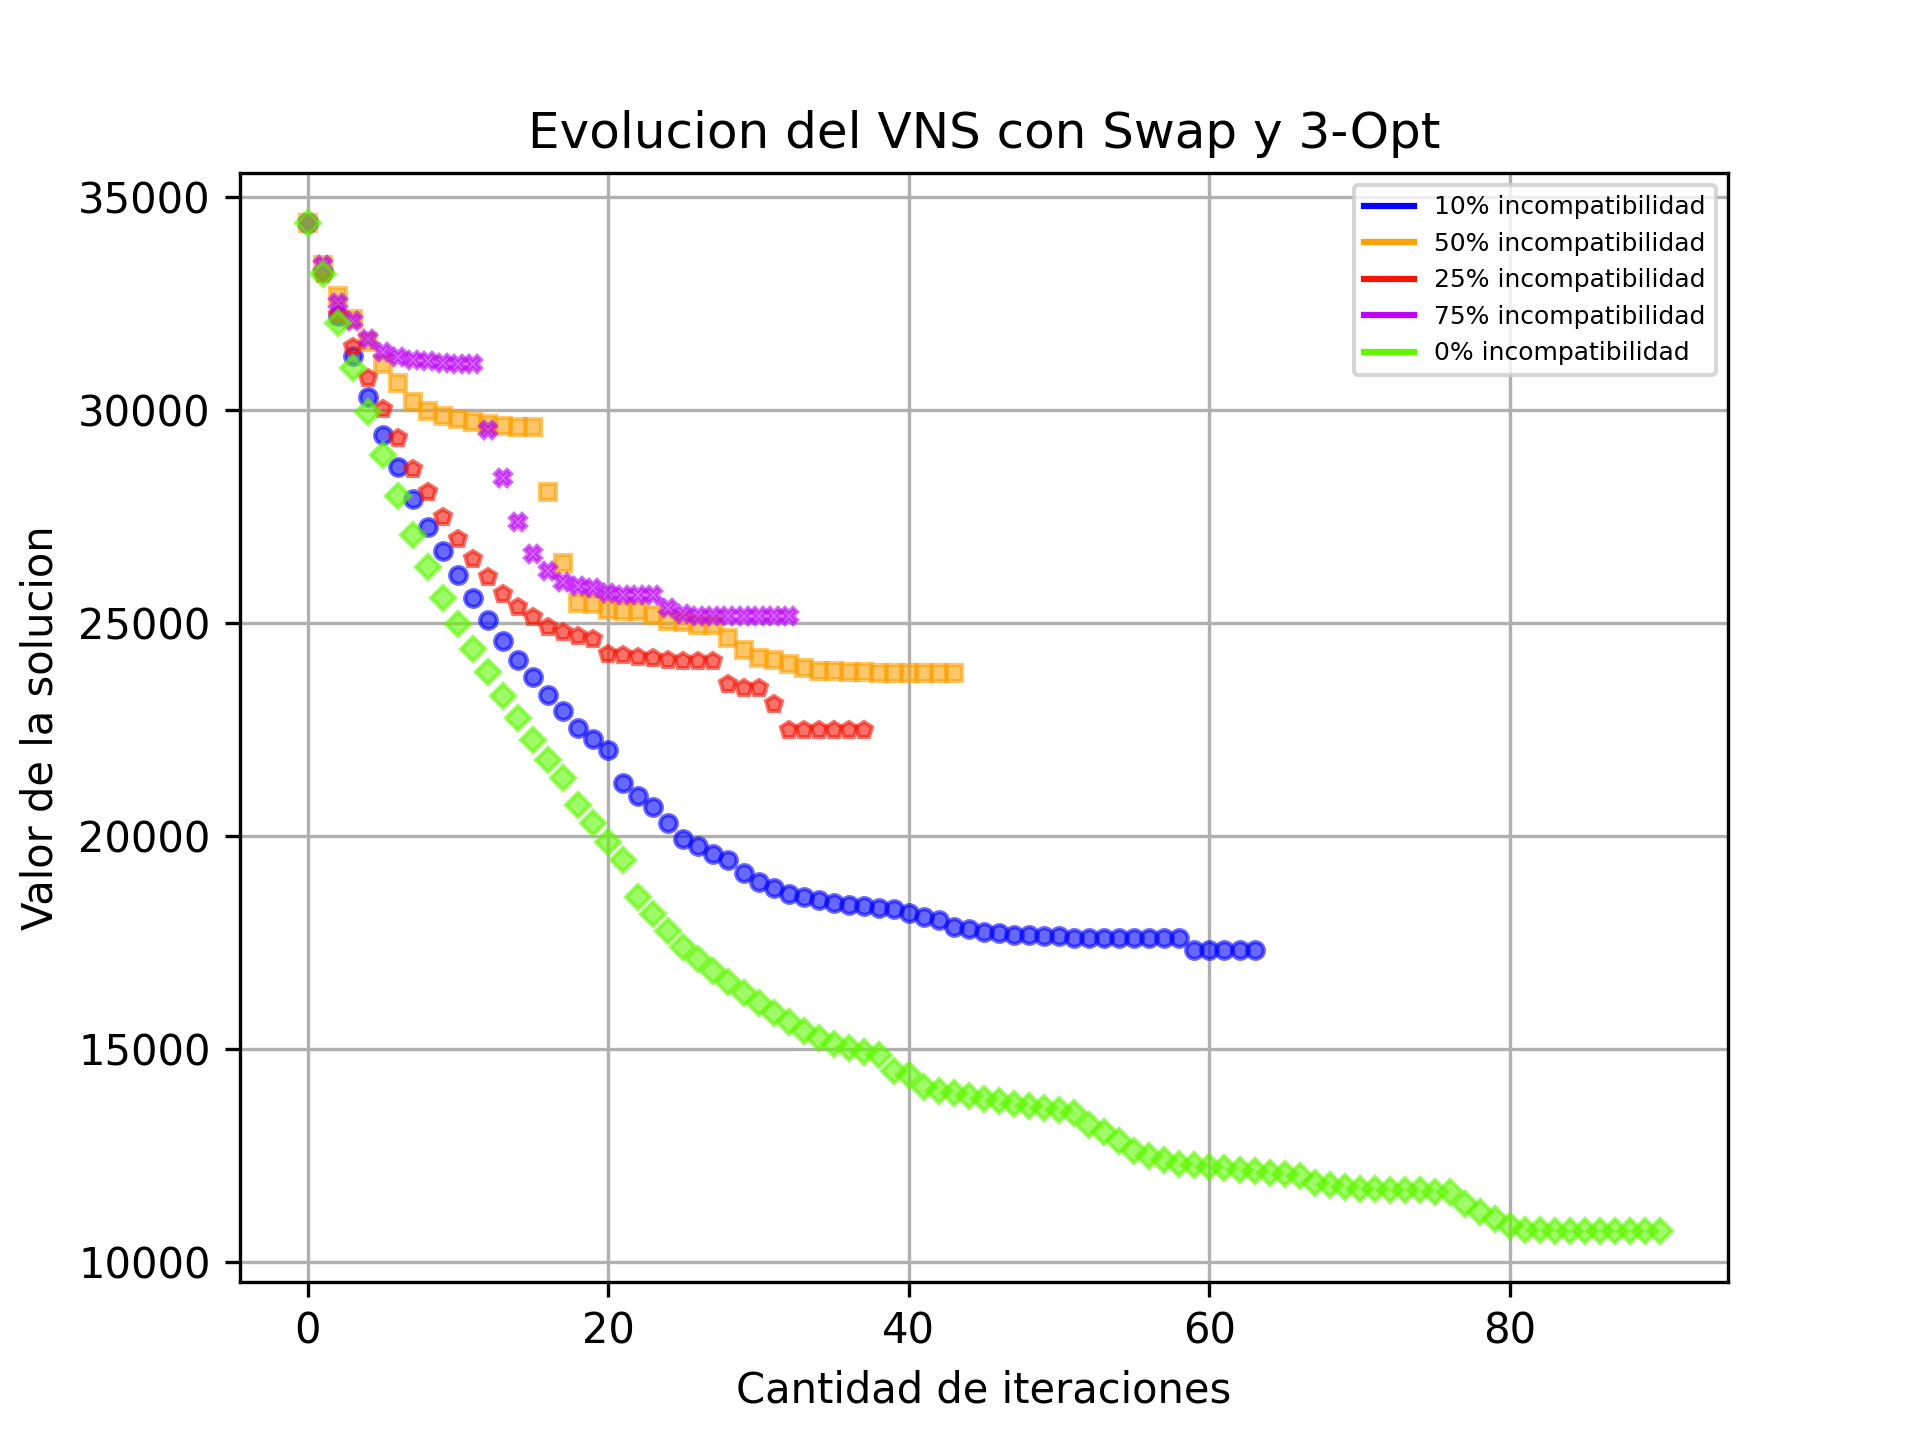 Evolucion del VNS con Swap y 3-Opt
35000
30000
25000
20000
15000
10000
Valor de la solucion
10% incompatibilidad
50% incompatibilidad
25% incompatibilidad
75% incompatibilidad
0% incompatibilidad
0 20 40 60 80
Cantidad de iteraciones